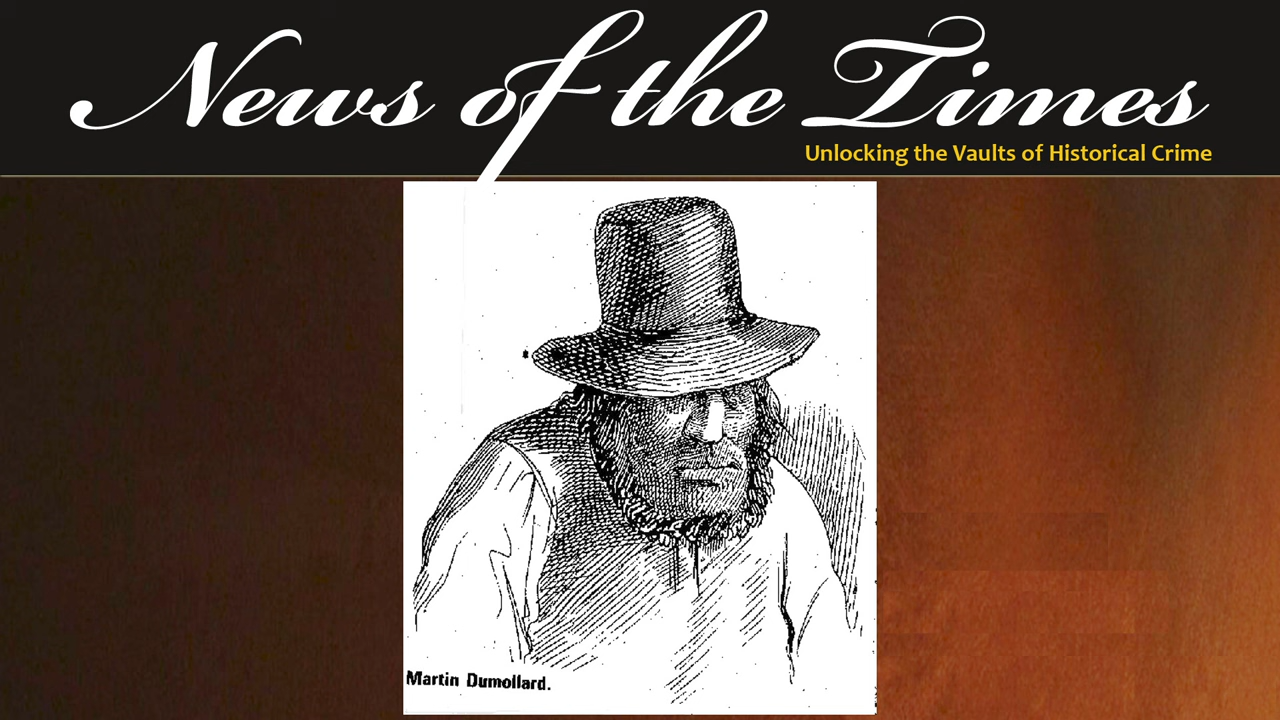 News of the Times
Unlocking the Vaults of Historical Crime
Martin Dumollard.